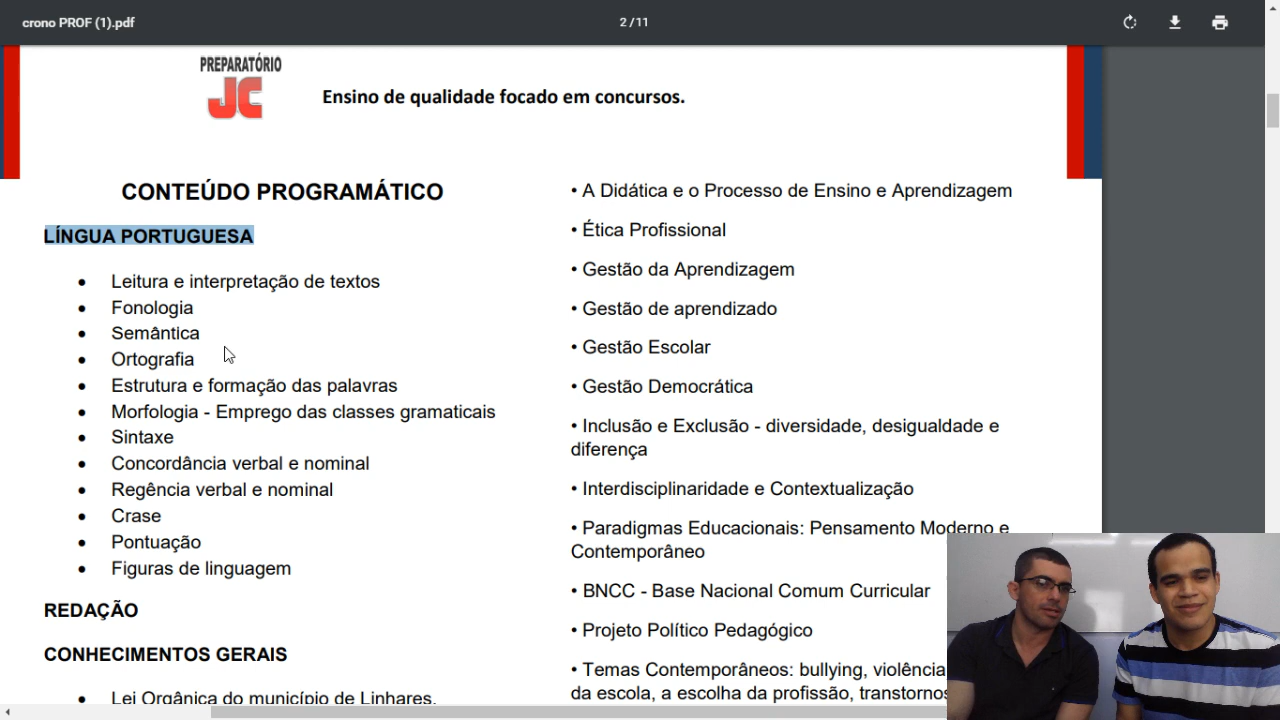 crono PROF (1).pdf
2 / 11
PREPARATÓRIO
JC
Ensino de qualidade focado em concursos.
CONTEÚDO PROGRAMÁTICO
LÍNGUA PORTUGUESA
• Leitura e interpretação de textos
• Fonologia
• Semântica
• Ortografia
• Estrutura e formação das palavras
• Morfologia - Emprego das classes gramaticais
• Sintaxe
• Concordância verbal e nominal
• Regência verbal e nominal
• Crase
• Pontuação
• Figuras de linguagem
REDAÇÃO
CONHECIMENTOS GERAIS
• Lei Orgânica do município de Linhares.
• A Didática e o Processo de Ensino e Aprendizagem
• Ética Profissional
• Gestão da Aprendizagem
• Gestão de aprendizado
• Gestão Escolar
• Gestão Democrática
• Inclusão e Exclusão - diversidade, desigualdade e
diferença
• Interdisciplinaridade e Contextualização
• Paradigmas Educacionais: Pensamento Moderno e
Contemporâneo
• BNCC - Base Nacional Comum Curricular
• Projeto Político Pedagógico
• Temas Contemporâneos: bullying, violência
da escola, a escolha da profissão, transtornos